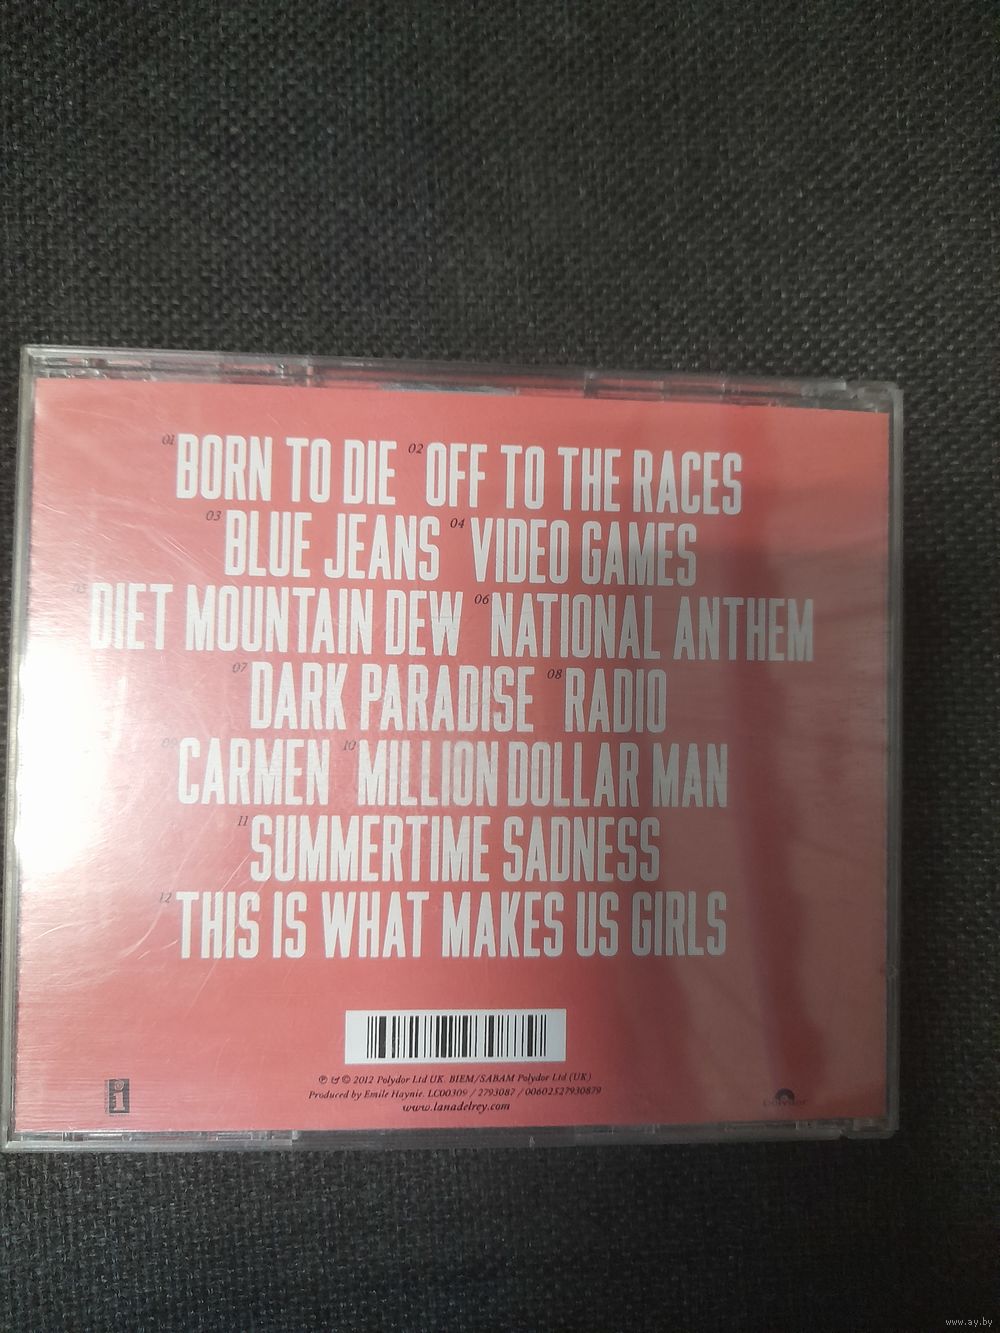 01 BORN TO DIE 02 OFF TO THE RACES
03 BLUE JEANS 04 VIDEO GAMES
05 DIET MOUNTAIN DEW 06 NATIONAL ANTHEM
07 DARK PARADISE 08 RADIO
09 CARMEN 10 MILLION DOLLAR MAN
11 SUMMERTIME SADNESS
12 THIS IS WHAT MAKES US GIRLS
℗ & © 2012 Polydor Ltd UK. BIEM/SABAM Polydor Ltd (UK)
Produced by Emile Haynie. LC00309 / 2793087 / 00602527930879
www.lanadelrey.com
i
www.ay.by